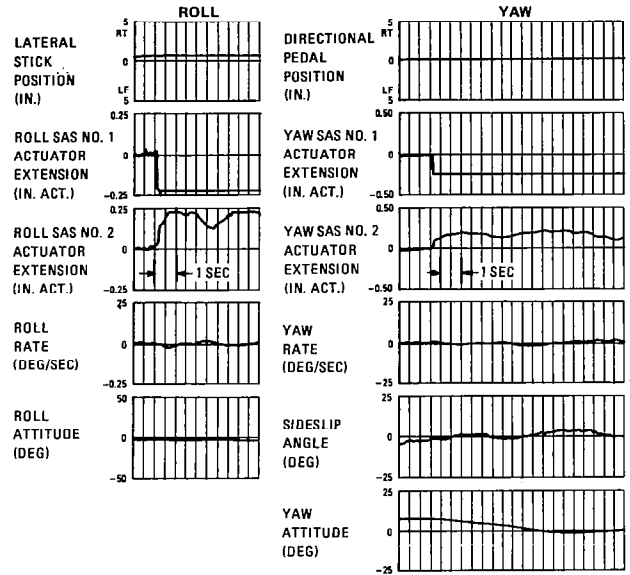 ROLL
LATERAL
STICK
POSITION
(IN.)
5
RT
0
LF
5
ROLL SAS NO. 1
ACTUATOR
EXTENSION
(IN. ACT.)
0.25
0
-0.25
ROLL SAS NO. 2
ACTUATOR
EXTENSION
(IN. ACT.)
0.25
0
-0.25
1 SEC
ROLL
RATE
(DEG/SEC)
25
0
-0.25
ROLL
ATTITUDE
(DEG)
50
0
-50
YAW
DIRECTIONAL
PEDAL
POSITION
(IN.)
5
RT
0
LF
5
YAW SAS NO. 1
ACTUATOR
EXTENSION
(IN. ACT.)
0.50
0
-0.50
YAW SAS NO. 2
ACTUATOR
EXTENSION
(IN. ACT.)
0.50
0
-0.50
1 SEC
YAW
RATE
(DEG/SEC)
25
0
-25
SIDESLIP
ANGLE
(DEG)
25
0
-25
YAW
ATTITUDE
(DEG)
25
0
-25